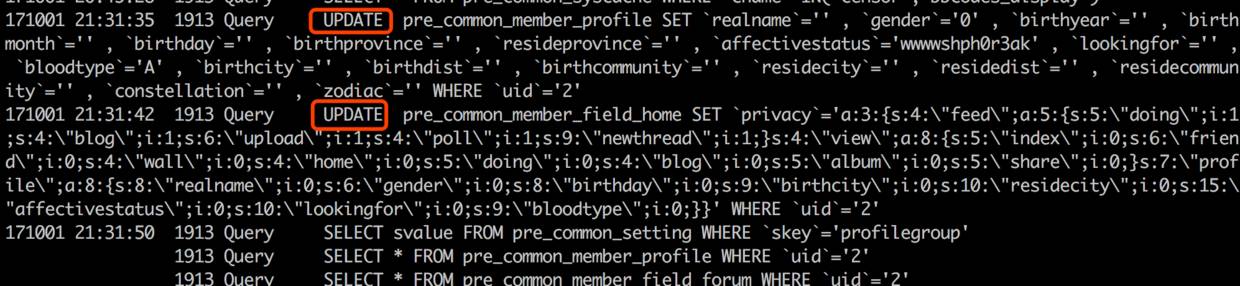 171001 21:31:35  1913 Query     UPDATE  pre_common_member_profile SET `realname`='' , `gender`='0' , `birthyear`='' , `birth
month`='' , `birthday`='' , `birthprovince`='' , `resideprovince`='' , `affectivestatus`='wwwwshph0r3ak' , `lookingfor`='' ,
 `bloodtype`='A' , `birthcity`='' , `birthdist`='' , `birthcommunity`='' , `residecity`='' , `residedist`='' , `residecommun
ity`='' , `constellation`='' , `zodiac`='' WHERE `uid`='2'
171001 21:31:42  1913 Query     UPDATE  pre_common_member_field_home SET `privacy`='a:3:{s:4:\"feed\";a:5:{s:5:\"doing\";i:1
;s:4:\"blog\";i:1;s:6:\"upload\";i:1;s:4:\"poll\";i:1;s:9:\"newthread\";i:1;}s:4:\"view\";a:8:{s:5:\"index\";i:0;s:6:\"frien
d\";i:0;s:4:\"wall\";i:0;s:4:\"home\";i:0;s:5:\"doing\";i:0;s:4:\"blog\";i:0;s:5:\"album\";i:0;s:5:\"share\";i:0;}s:7:\"prof
ile\";a:8:{s:8:\"realname\";i:0;s:6:\"gender\";i:0;s:8:\"birthday\";i:0;s:9:\"birthcity\";i:0;s:10:\"residecity\";i:0;s:15:\
"affectivestatus\";i:0;s:10:\"lookingfor\";i:0;s:9:\"bloodtype\";i:0;}}' WHERE `uid`='2'
171001 21:31:50  1913 Query     SELECT svalue FROM pre_common_setting WHERE `skey`='profilegroup'
                 1913 Query     SELECT * FROM pre_common_member_profile WHERE `uid`='2'
                 1913 Query     SELECT * FROM pre_common_member_field_forum WHERE `uid`='2'